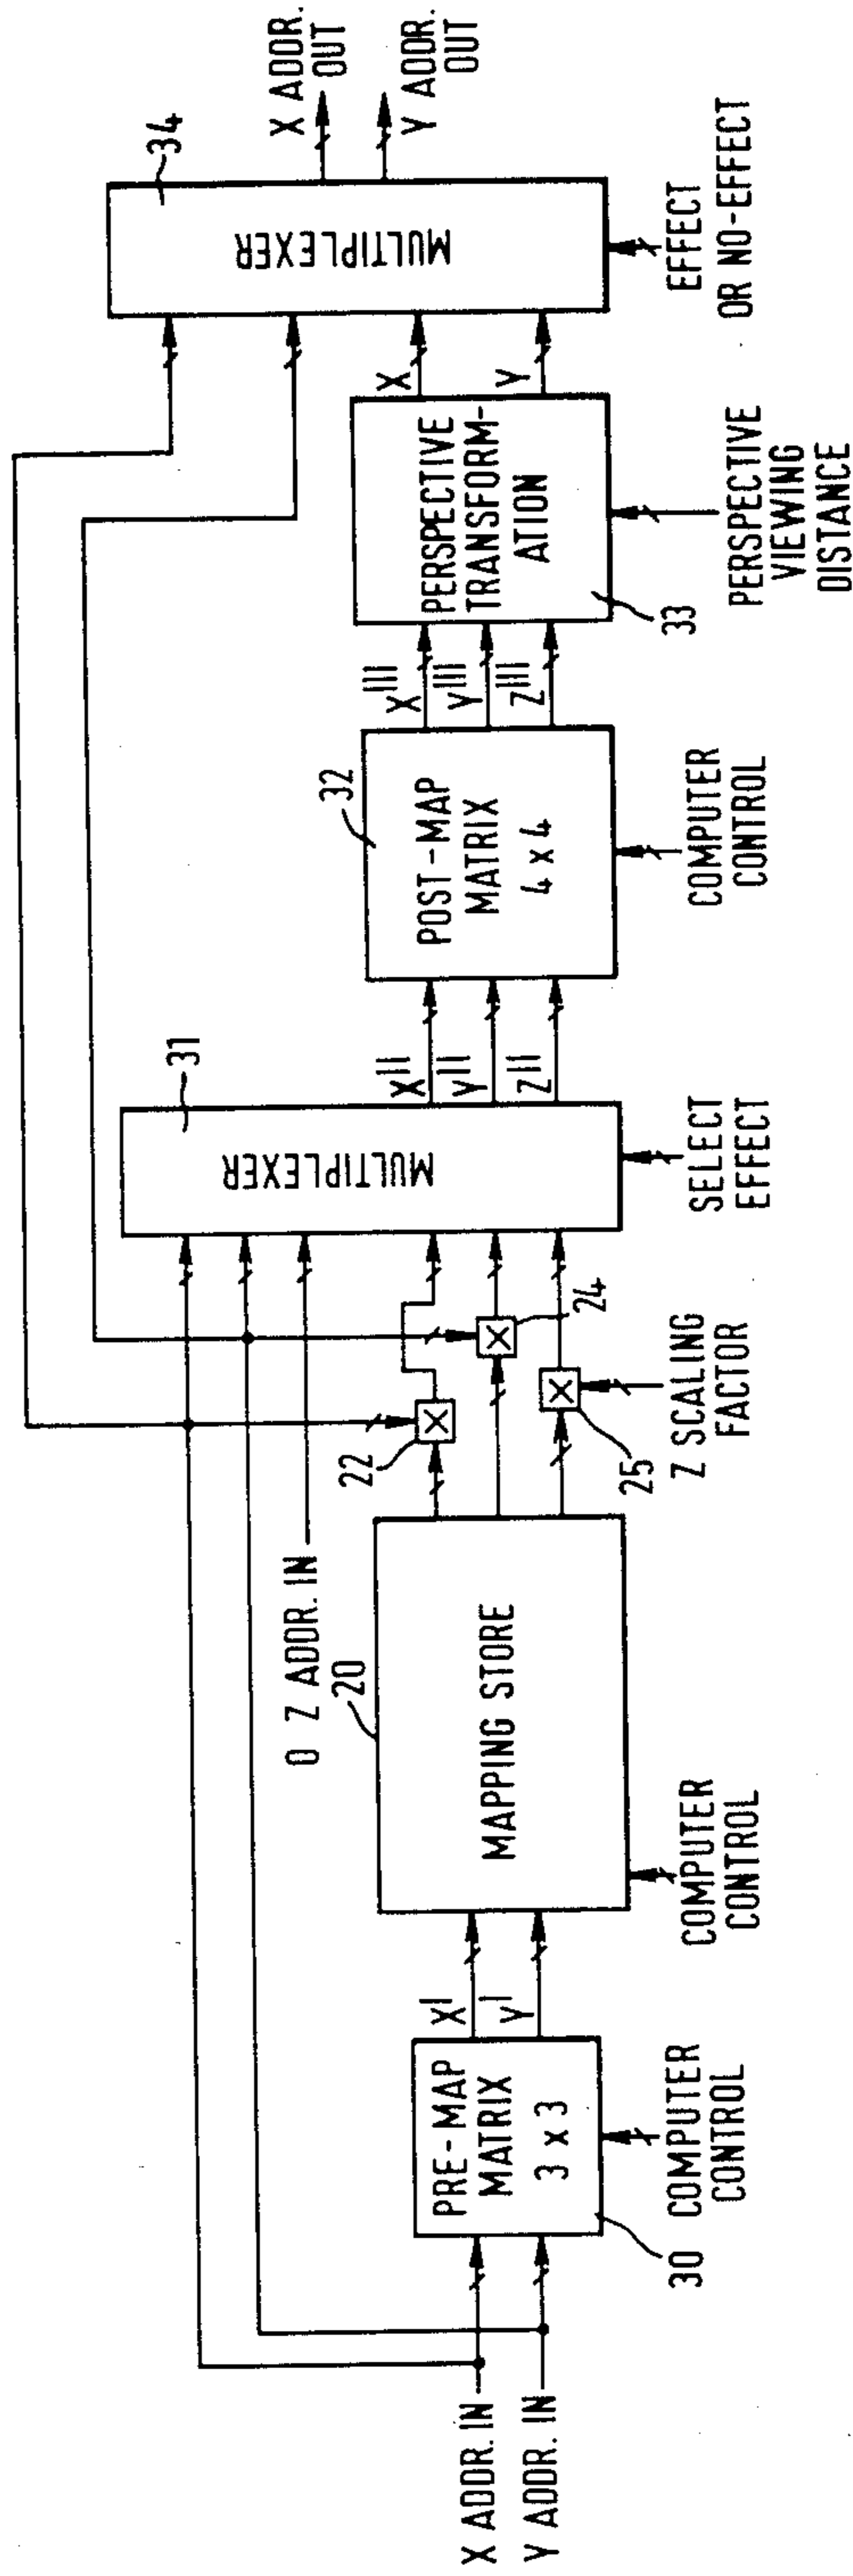 X ADDR. IN
Y ADDR. IN
PRE-MAP
MATRIX
3 x 3
30
COMPUTER
CONTROL
X|
Y|
MAPPING STORE
20
COMPUTER
CONTROL
0 Z ADDR. IN
22
24
25
Z SCALING
FACTOR
MULTIPLEXER
31
SELECT
EFFECT
X||
Y||
Z||
POST-MAP
MATRIX
4 x 4
32
COMPUTER
CONTROL
X|||
Y|||
Z|||
PERSPECTIVE
TRANSFORM-
ATION
33
PERSPECTIVE
VIEWING
DISTANCE
X
Y
MULTIPLEXER
34
EFFECT
OR NO-EFFECT
X ADDR.
OUT
Y ADDR.
OUT